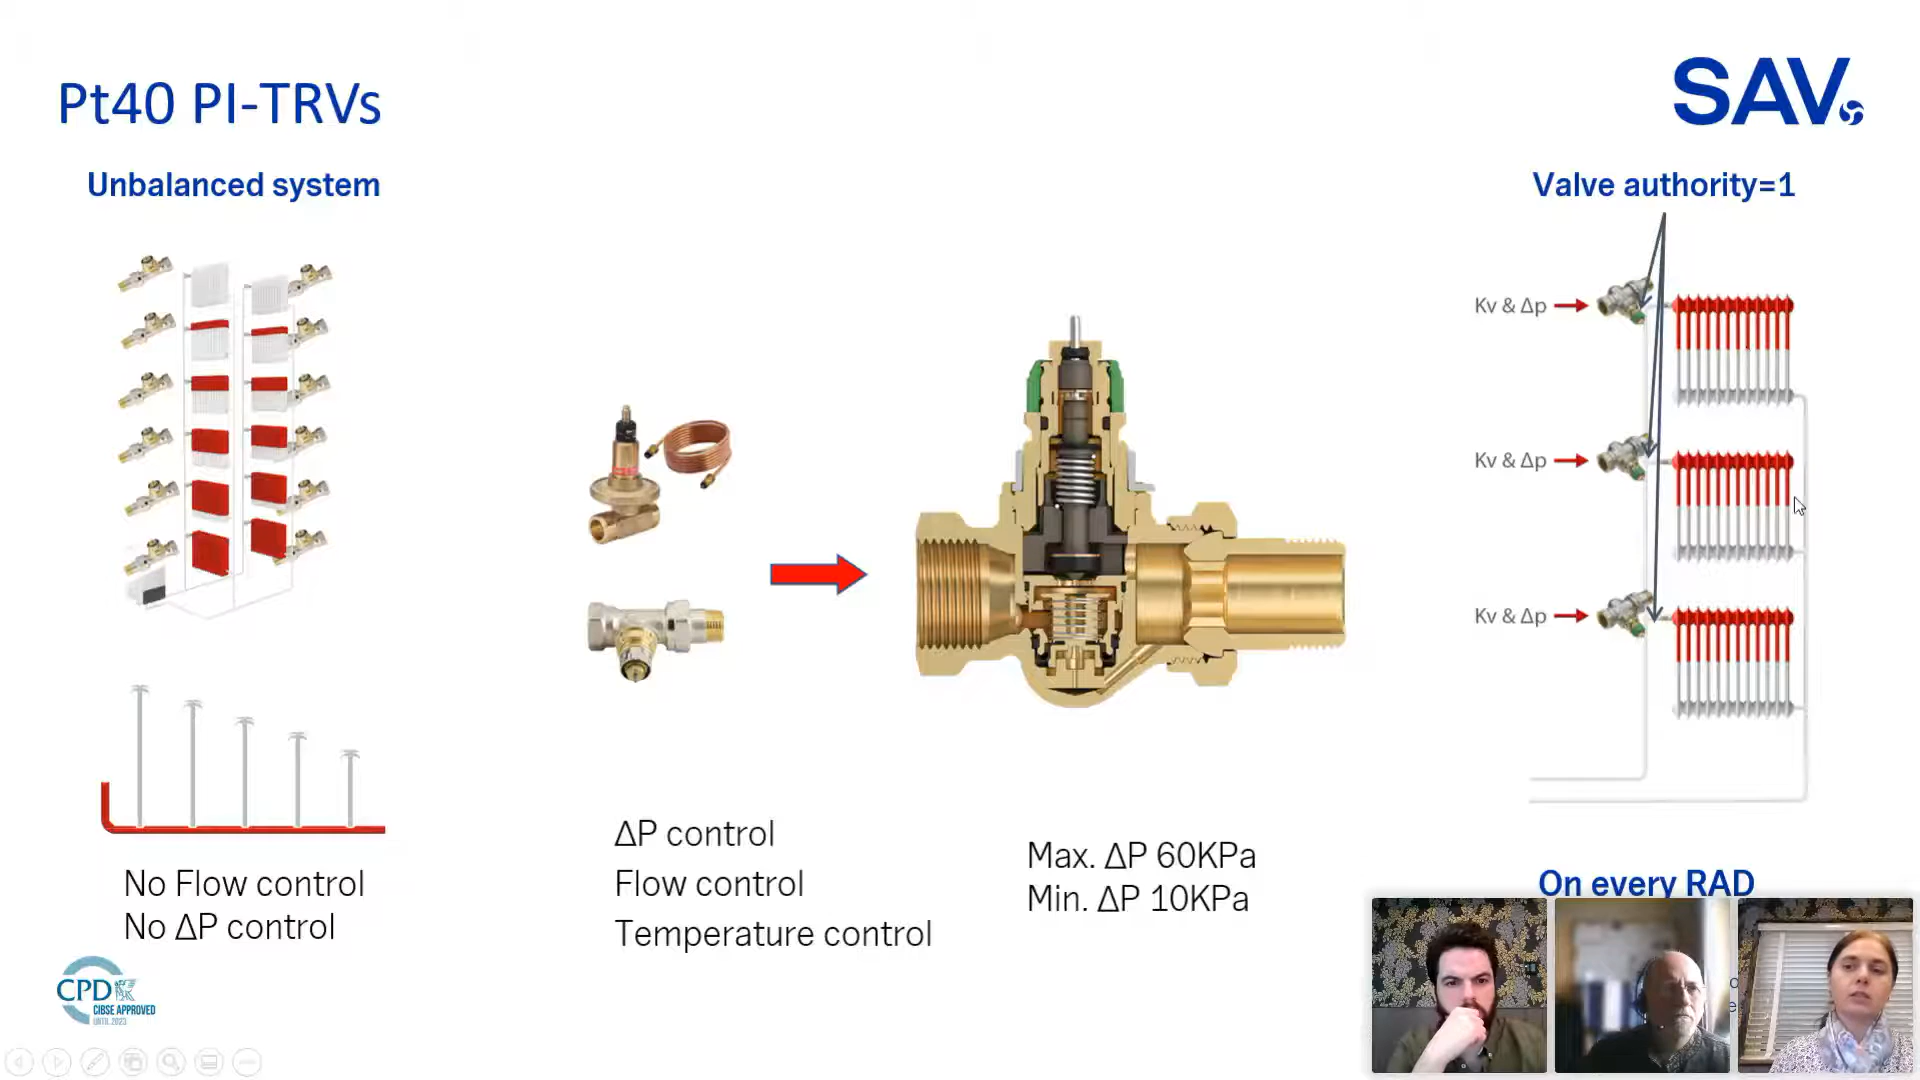 Pt40 PI-TRVs
SAV
Unbalanced system
Valve authority=1
Kv & Δp
Kv & Δp
Kv & Δp
ΔP control
Flow control
Temperature control
Max. ΔP 60KPa
Min. ΔP 10KPa
No Flow control
No ΔP control
On every RAD
CPD
CIBSE APPROVED
UNTIL 2023